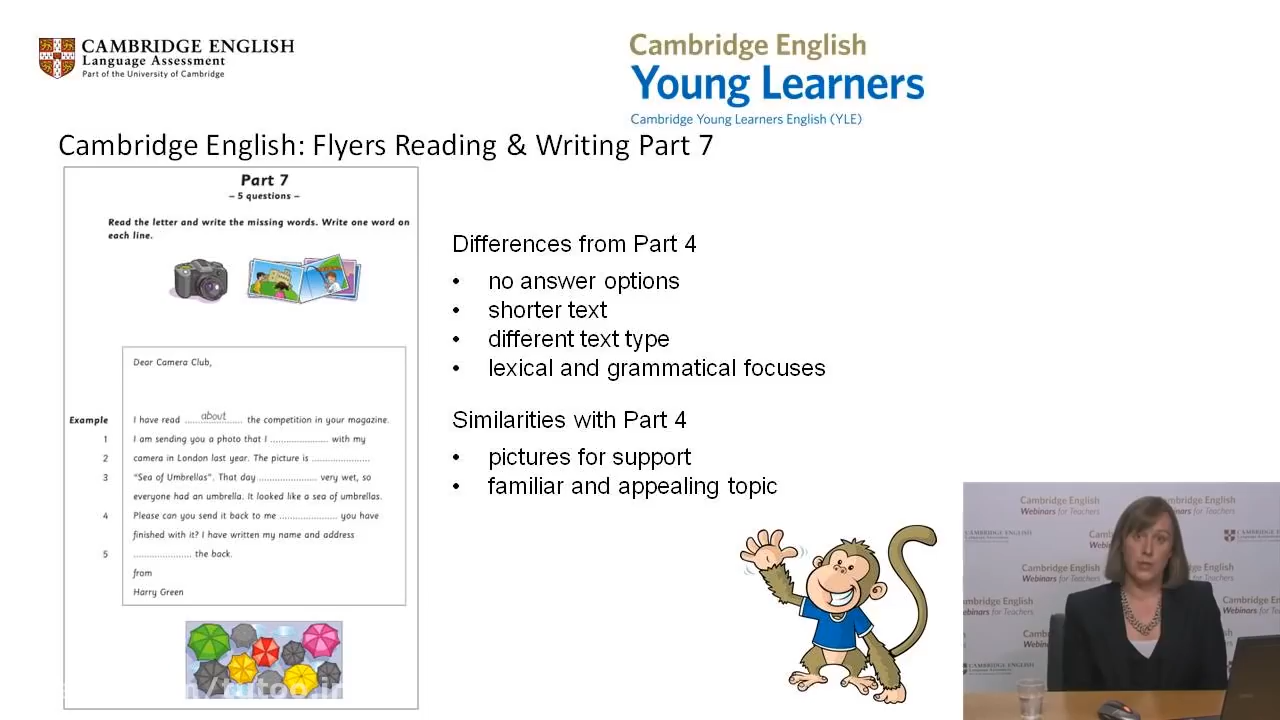 CAMBRIDGE ENGLISH
Language Assessment
Part of the University of Cambridge
Cambridge English
Young Learners
Cambridge Young Learners English (YLE)
Cambridge English: Flyers Reading & Writing Part 7
Part 7
– 5 questions –
Read the letter and write the missing words. Write one word on
each line.
Dear Camera Club,
Example I have read ......about...... the competition in your magazine.
1 I am sending you a photo that I ...................... with my
2 camera in London last year. The picture is ......................
3 “Sea of Umbrellas”. That day ...................... very wet, so
everyone had an umbrella. It looked like a sea of umbrellas.
4 Please can you send it back to me ...................... you have
finished with it? I have written my name and address
5 ...................... the back.
from
Harry Green
Differences from Part 4
• no answer options
• shorter text
• different text type
• lexical and grammatical focuses
Similarities with Part 4
• pictures for support
• familiar and appealing topic
Cambridge English
Webinars for Teachers
Cambridge English
Webinars for Teachers
CAMBRIDGE ENGLISH
Cambridge English
Webinars for Teachers
Cambridge English
Webinars for Teachers
CAMBRIDGE ENGLISH